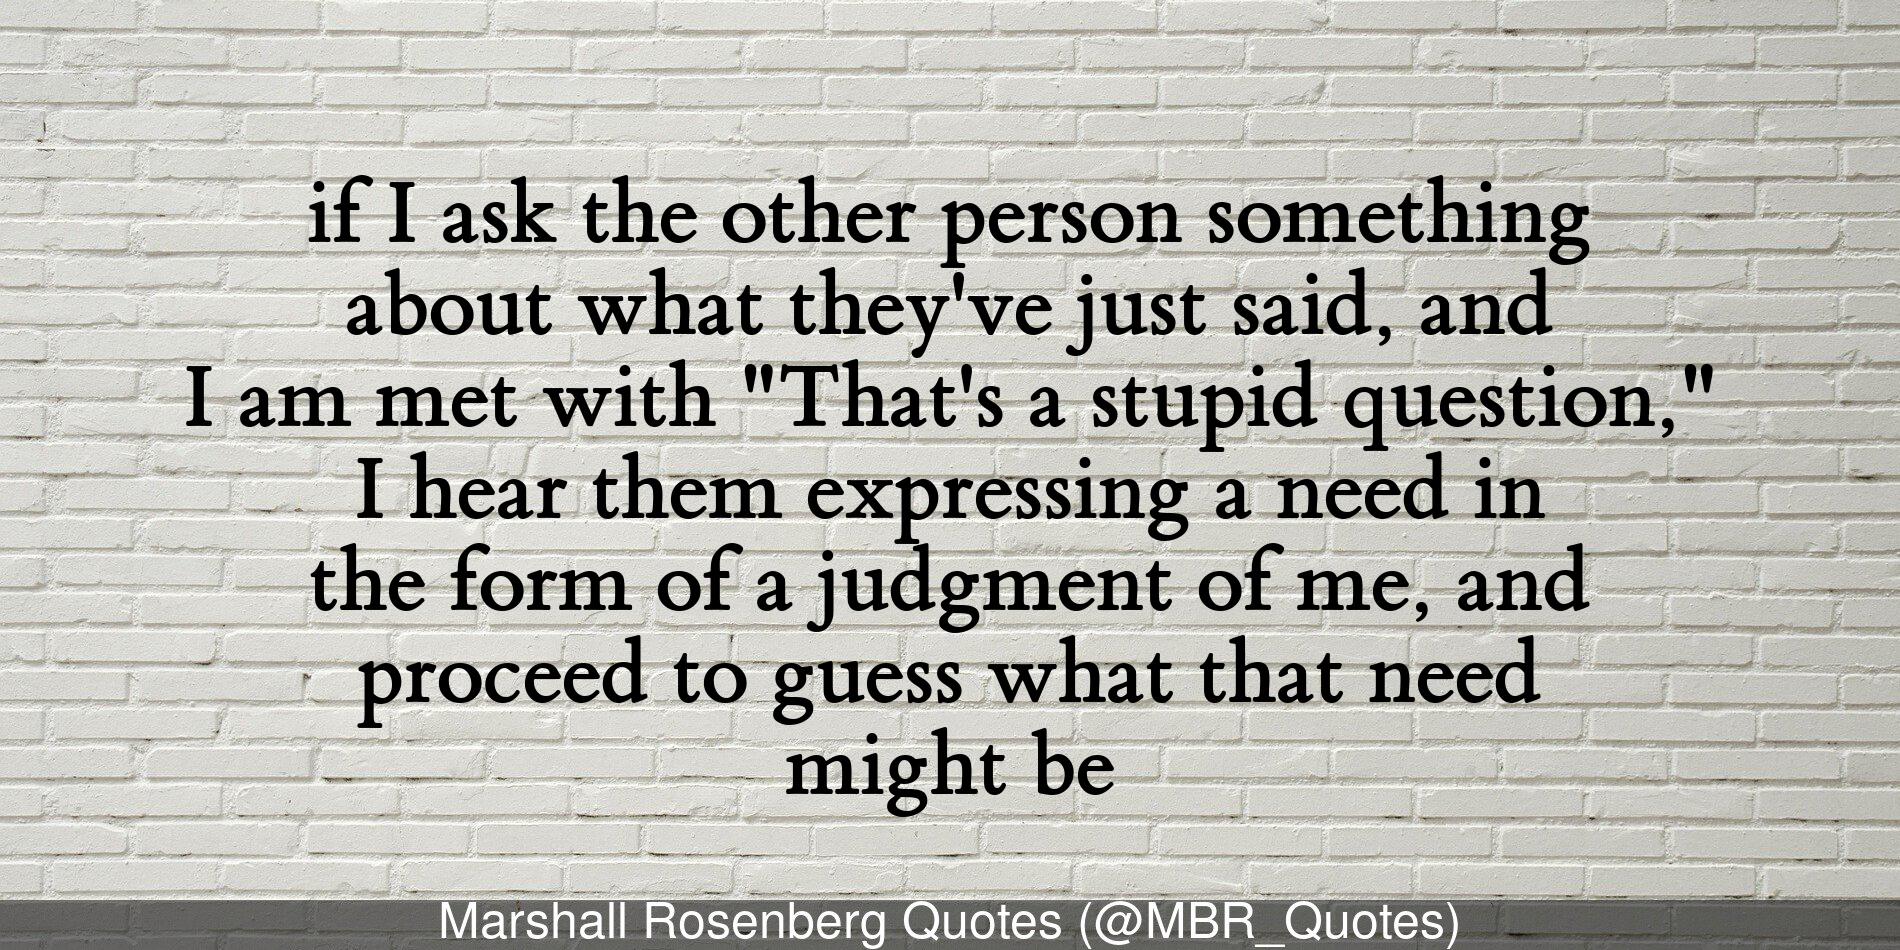 if I ask the other person something
about what they've just said, and
I am met with "That's a stupid question,"
I hear them expressing a need in
the form of a judgment of me, and
proceed to guess what that need
might be
Marshall Rosenberg Quotes (@MBR_Quotes)